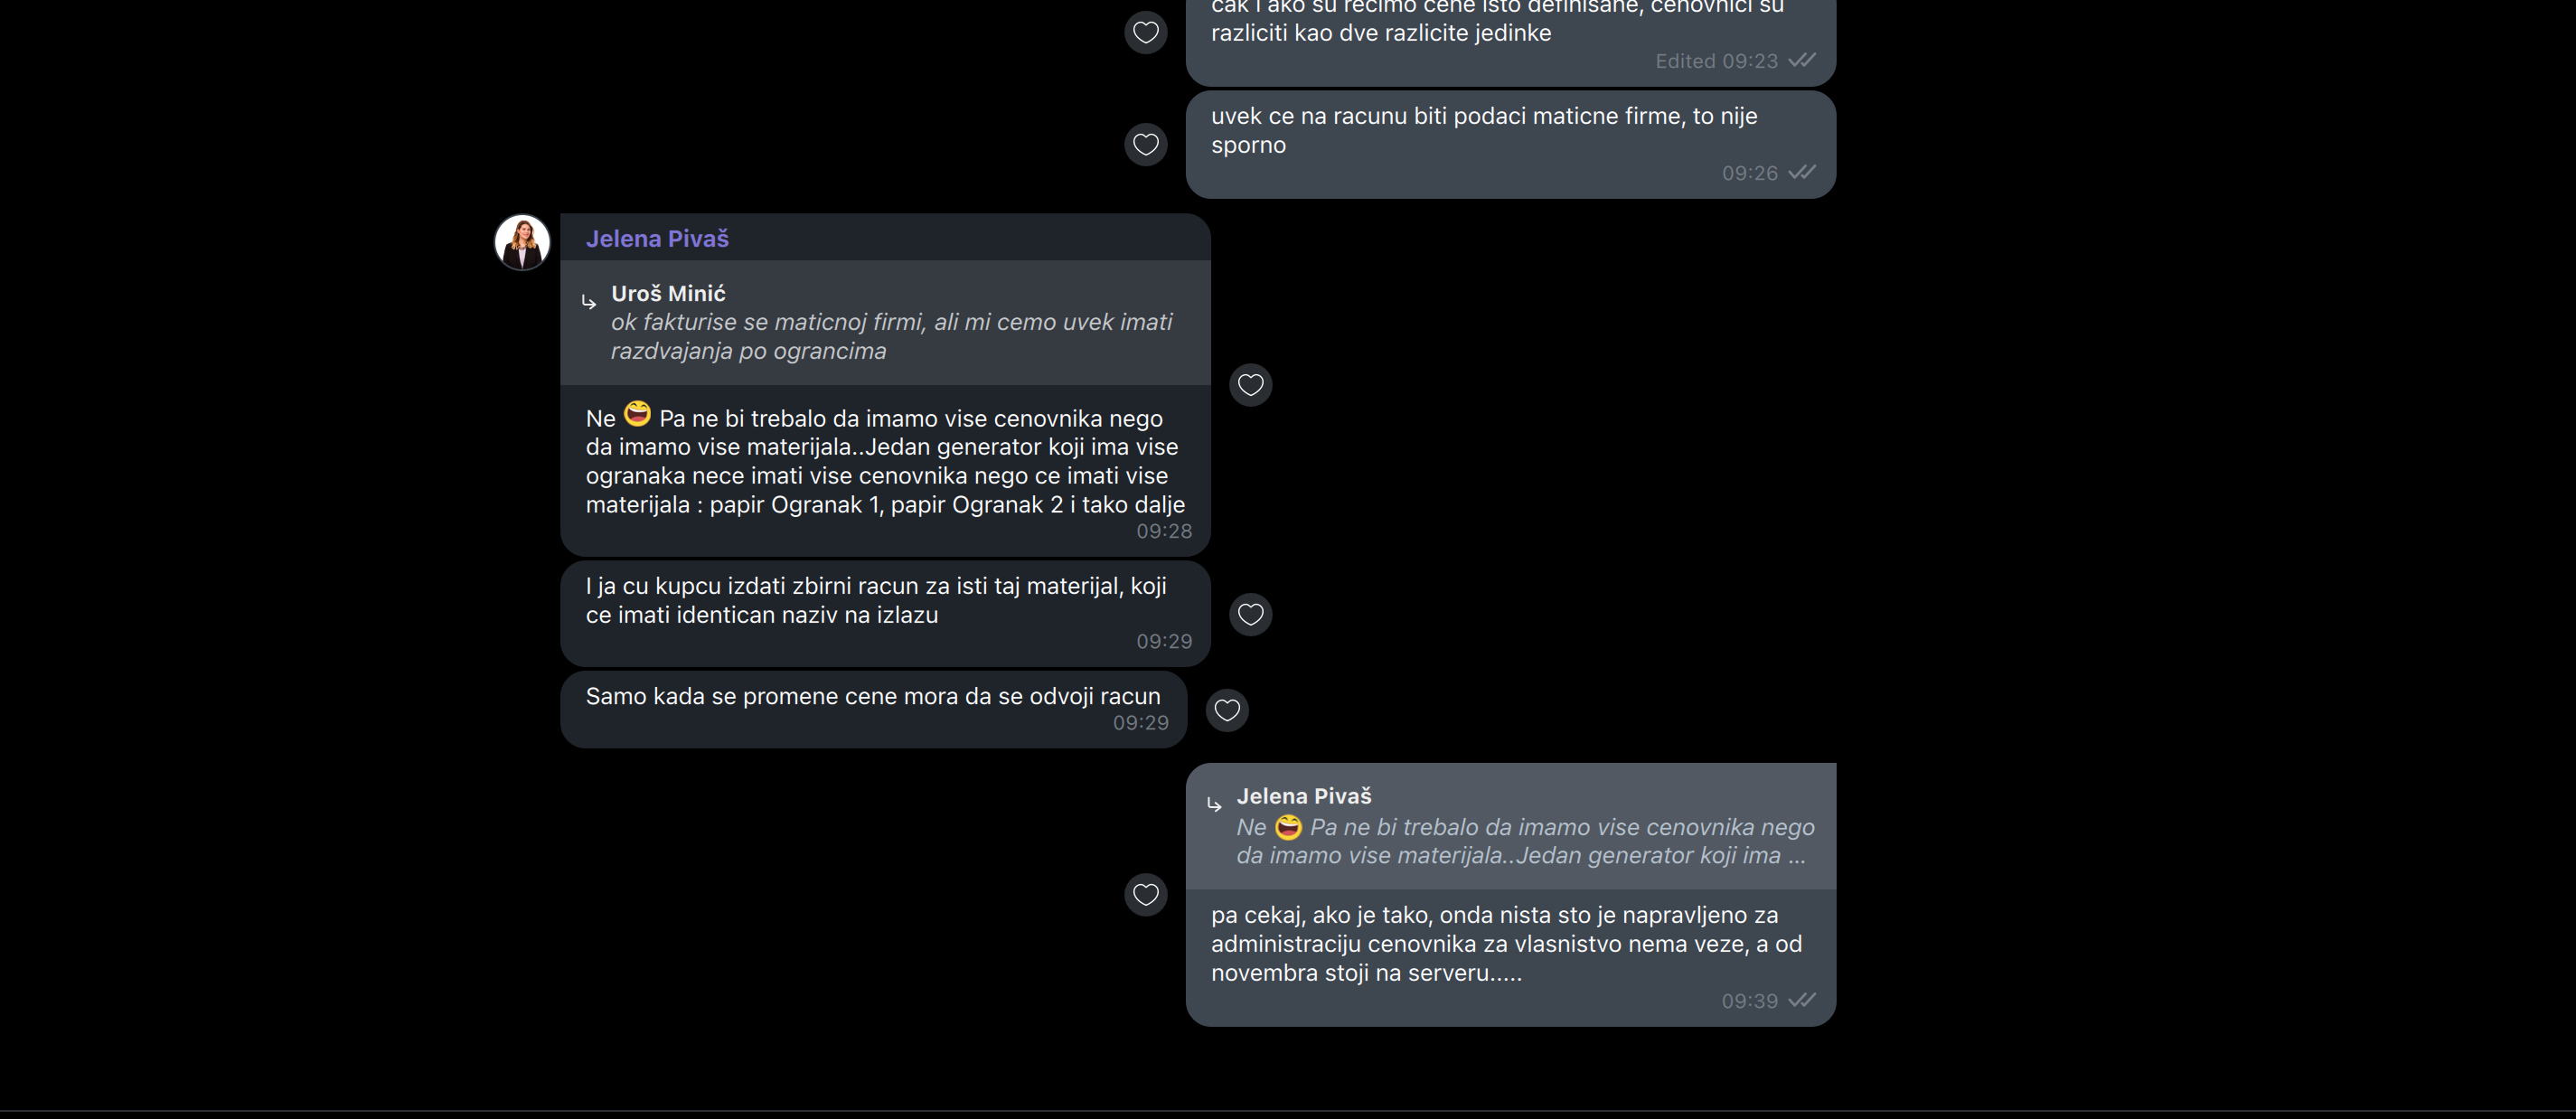 cak i ako su recimo cene isto definisane, cenovnici su
razliciti kao dve razlicite jedinke
Edited 09:23
uvek ce na racunu biti podaci maticne firme, to nije
sporno
09:26
Jelena Pivaš
Uroš Minić
ok fakturise se maticnoj firmi, ali mi cemo uvek imati
razdvajanja po ograncima
Ne 😆 Pa ne bi trebalo da imamo vise cenovnika nego
da imamo vise materijala..Jedan generator koji ima vise
ogranaka nece imati vise cenovnika nego ce imati vise
materijala : papir Ogranak 1, papir Ogranak 2 i tako dalje
09:28
I ja cu kupcu izdati zbirni racun za isti taj materijal, koji
ce imati identican naziv na izlazu
09:29
Samo kada se promene cene mora da se odvoji racun
09:29
Jelena Pivaš
Ne 😆 Pa ne bi trebalo da imamo vise cenovnika nego
da imamo vise materijala..Jedan generator koji ima ...
pa cekaj, ako je tako, onda nista sto je napravljeno za
administraciju cenovnika za vlasnistvo nema veze, a od
novembra stoji na serveru.....
09:39